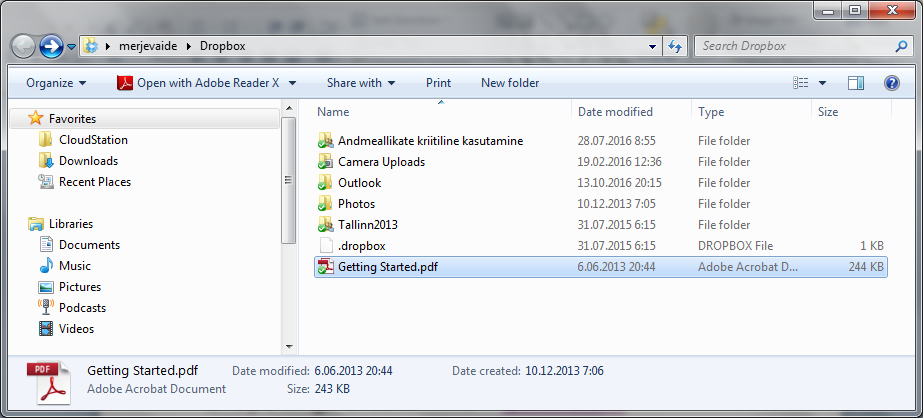 merjevaide ▸ Dropbox
Search Dropbox
Organize Open with Adobe Reader X Share with Print New folder
Name Date modified Type Size
Favorites
CloudStation
Downloads
Recent Places
Libraries
Documents
Music
Pictures
Podcasts
Videos
Andmeallikate kriitiline kasutamine 28.07.2016 8:55 File folder
Camera Uploads 19.02.2016 12:36 File folder
Outlook 13.10.2016 20:15 File folder
Photos 10.12.2013 7:05 File folder
Tallinn2013 31.07.2015 6:15 File folder
.dropbox 31.07.2015 6:15 DROPBOX File 1 KB
Getting Started.pdf 6.06.2013 20:44 Adobe Acrobat D... 244 KB
PDF
Getting Started.pdf Date modified: 6.06.2013 20:44 Date created: 10.12.2013 7:06
Adobe Acrobat Document Size: 243 KB